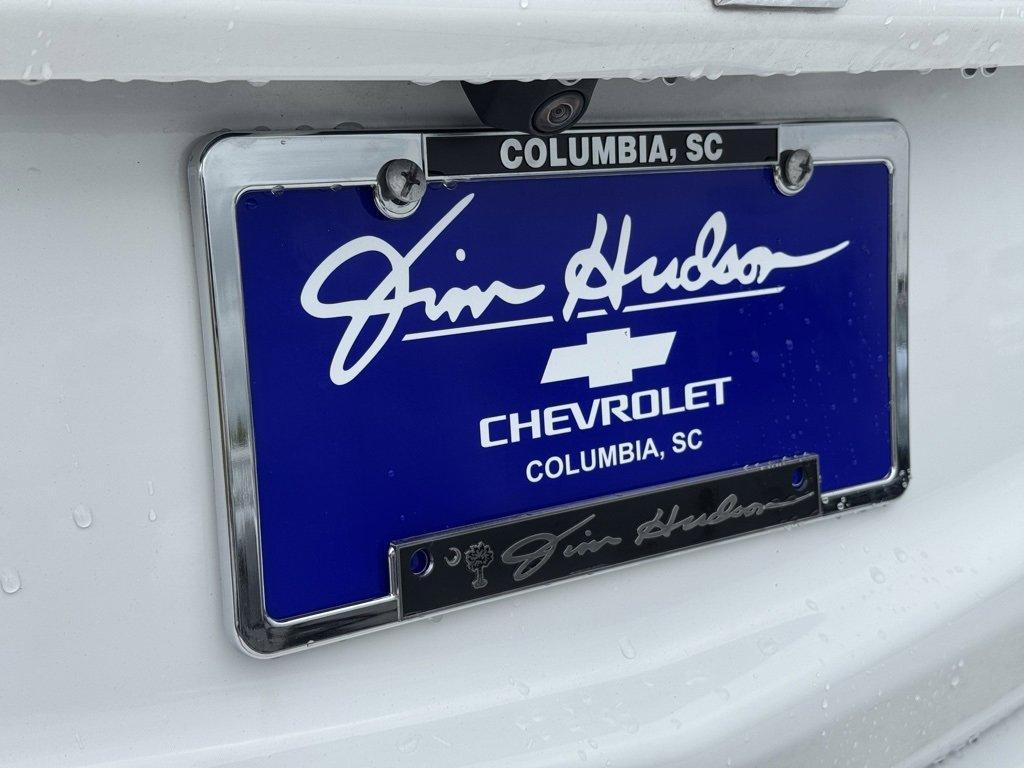 COLUMBIA, SC
Jim Hudson
CHEVROLET
COLUMBIA, SC
Jim Hudson